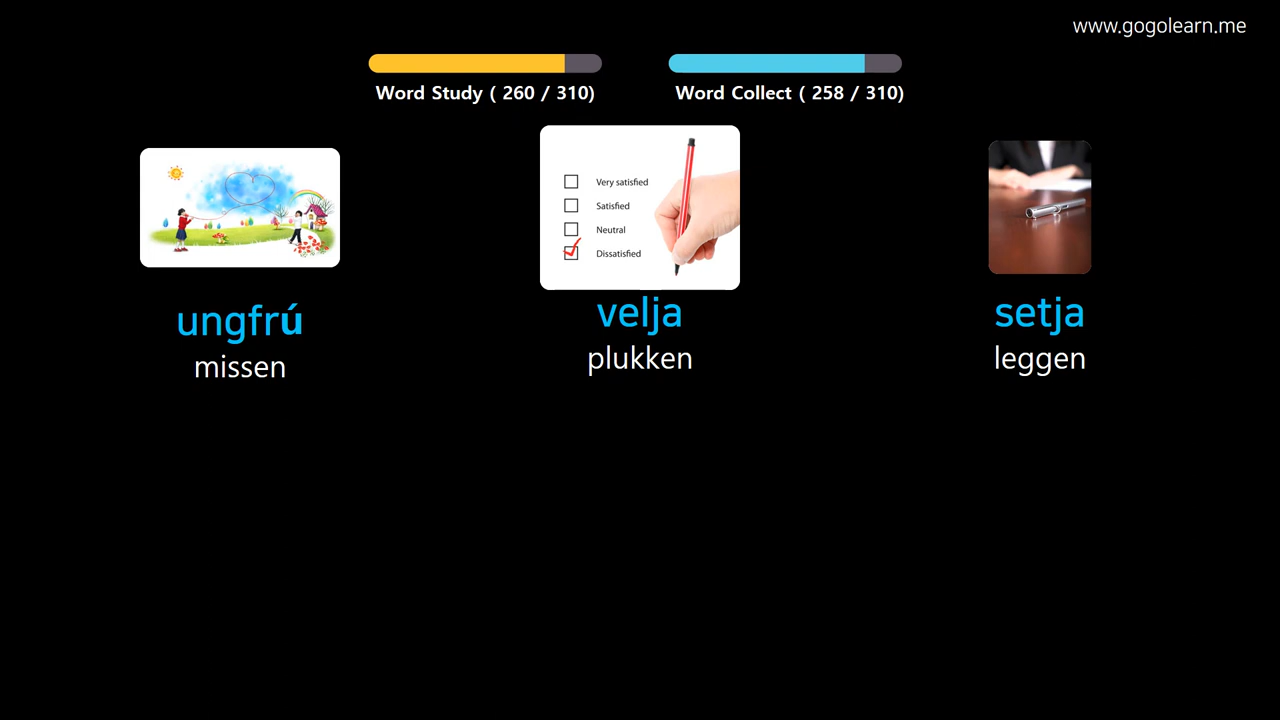 www.gogolearn.me
Word Study ( 260 / 310)
Word Collect ( 258 / 310)
Very satisfied
Satisfied
Neutral
Dissatisfied
ungfrú
velja
setja
missen
plukken
leggen